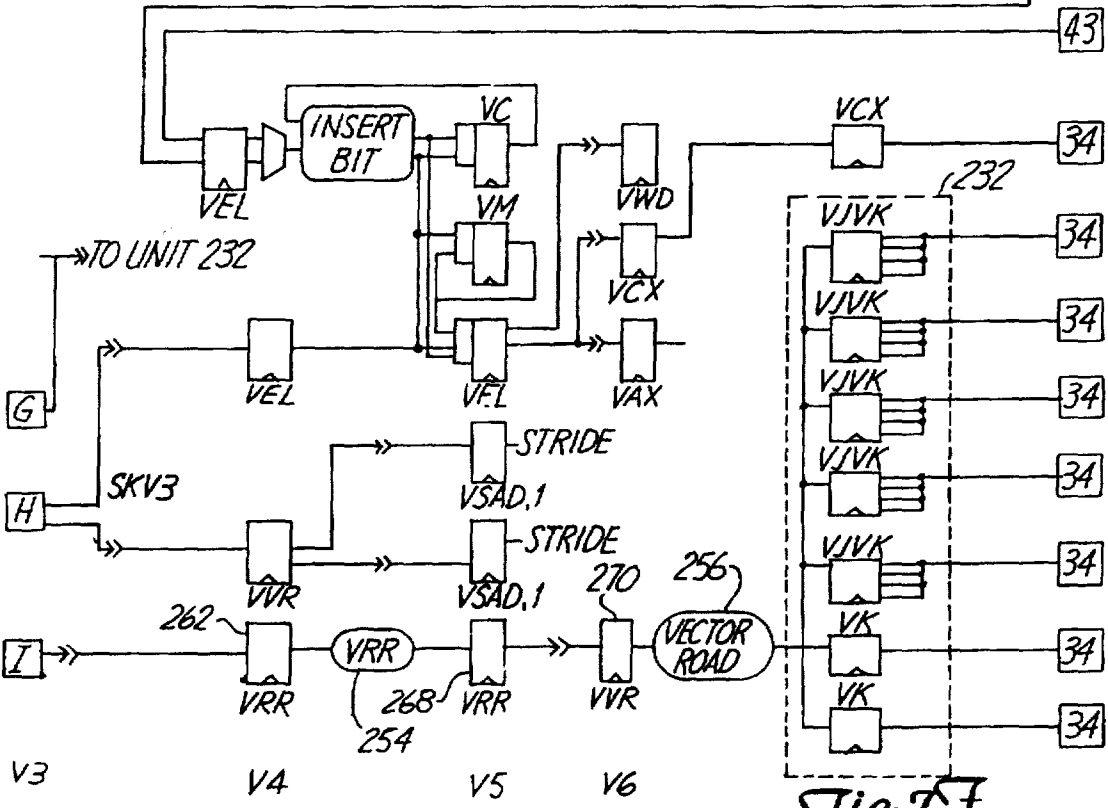 43
INSERT BIT
VC
VCX
34
VEL
VM
VWD
232
TO UNIT 232
VJVK
34
VCX
VJVK
34
G
VEL
VEL
VAX
VJVK
34
STRIDE
H
SKV3
VSAD,1
VJVK
34
STRIDE
VVR
VSAD,1
VJVK
34
270
256
262
I
VRR
VRR
VECTOR ROAD
VK
34
VRR
268
VRR
VVR
VK
34
254
V3
V4
V5
V6